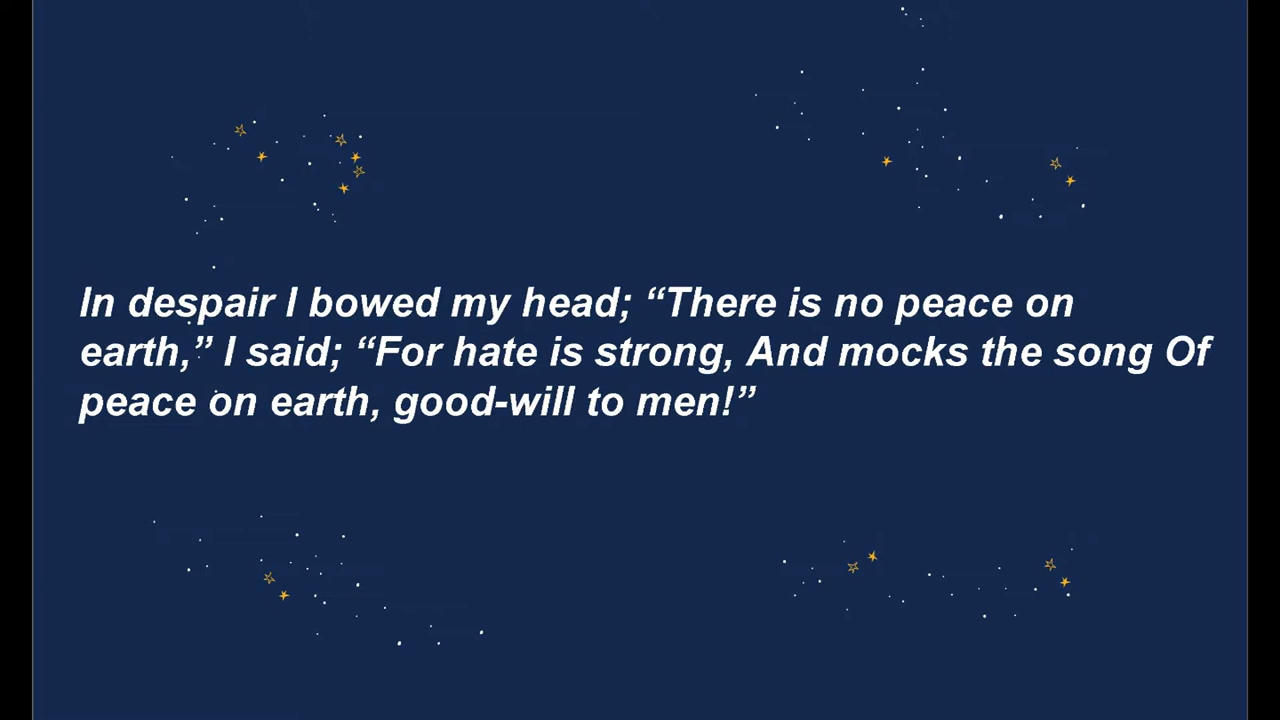 In despair I bowed my head; “There is no peace on
earth,” I said; “For hate is strong, And mocks the song Of
peace on earth, good-will to men!”